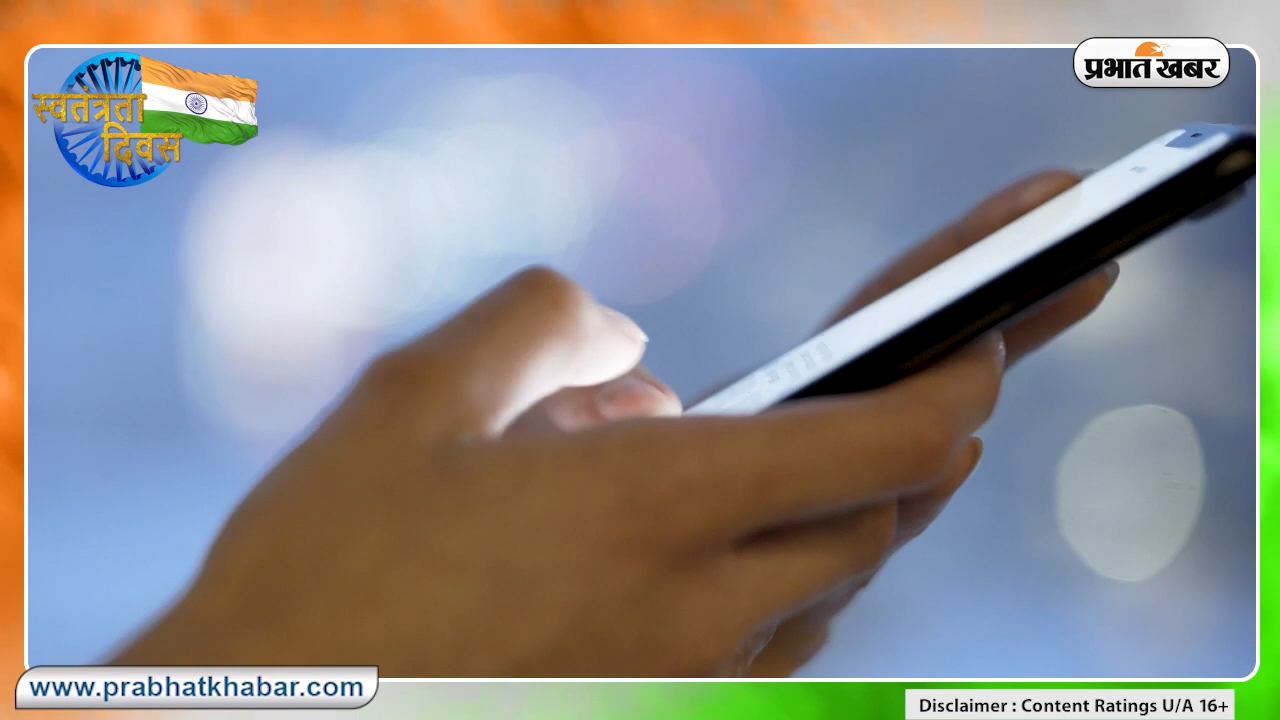 स्वतंत्रता
दिवस
प्रभात खबर
www.prabhatkhabar.com
Disclaimer : Content Ratings U/A 16+